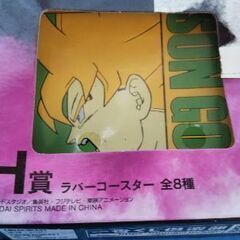 SUN GO
H賞 ラバーコースター 全8種
ードスタジオ／集英社・フジテレビ・東映アニメーション
DAI SPIRITS MADE IN CHINA